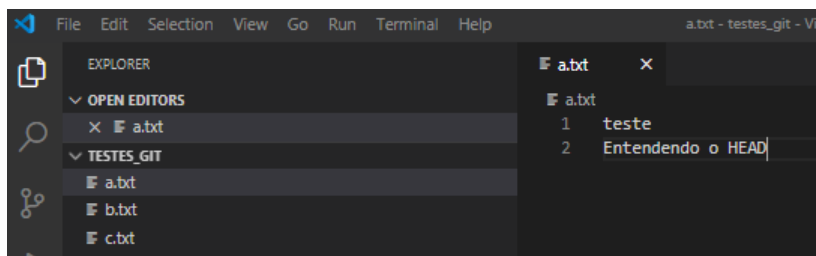 File Edit Selection View Go Run Terminal Help a.txt - testes_git - Vi
EXPLORER
OPEN EDITORS
a.txt
TESTES_GIT
a.txt
b.txt
c.txt
a.txt
a.txt
1 teste
2 Entendendo o HEAD